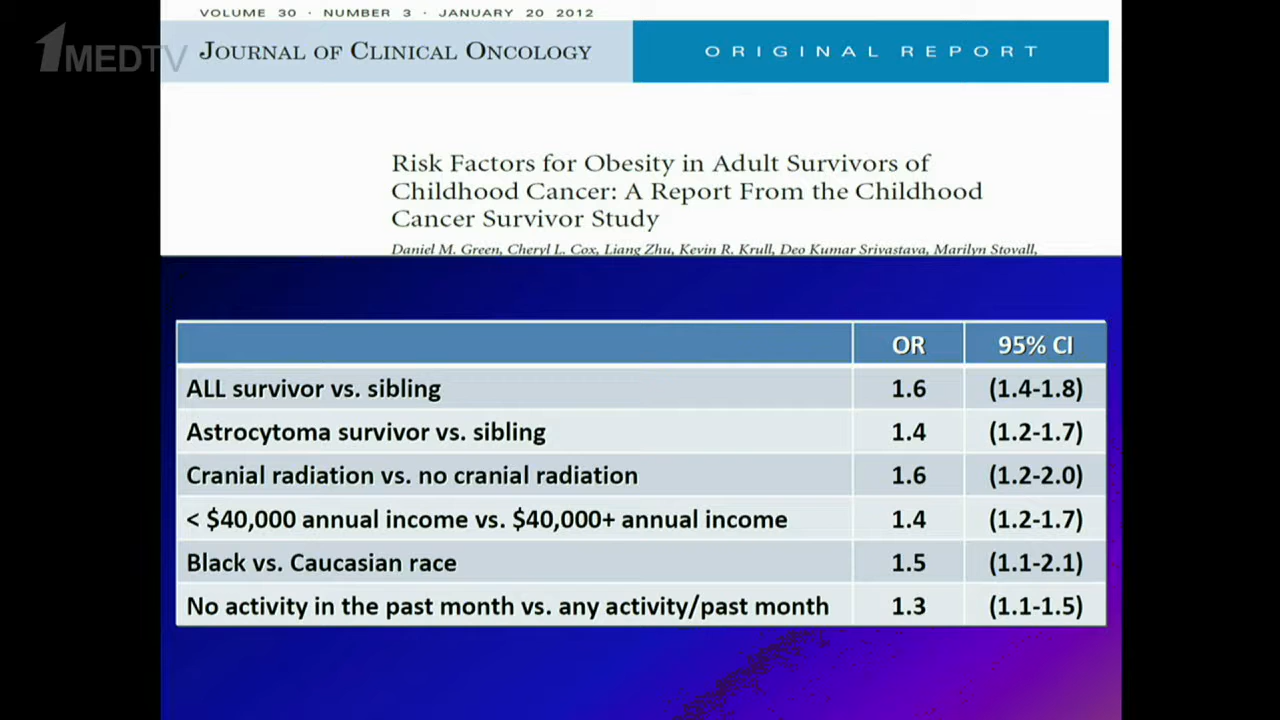 VOLUME 30 · NUMBER 3 · JANUARY 20 2012
1MEDTV
JOURNAL OF CLINICAL ONCOLOGY
ORIGINAL REPORT
Risk Factors for Obesity in Adult Survivors of
Childhood Cancer: A Report From the Childhood
Cancer Survivor Study
Daniel M. Green, Cheryl L. Cox, Liang Zhu, Kevin R. Krull, Deo Kumar Srivastava, Marilyn Stovall,
OR 95% CI
ALL survivor vs. sibling 1.6 (1.4-1.8)
Astrocytoma survivor vs. sibling 1.4 (1.2-1.7)
Cranial radiation vs. no cranial radiation 1.6 (1.2-2.0)
< $40,000 annual income vs. $40,000+ annual income 1.4 (1.2-1.7)
Black vs. Caucasian race 1.5 (1.1-2.1)
No activity in the past month vs. any activity/past month 1.3 (1.1-1.5)